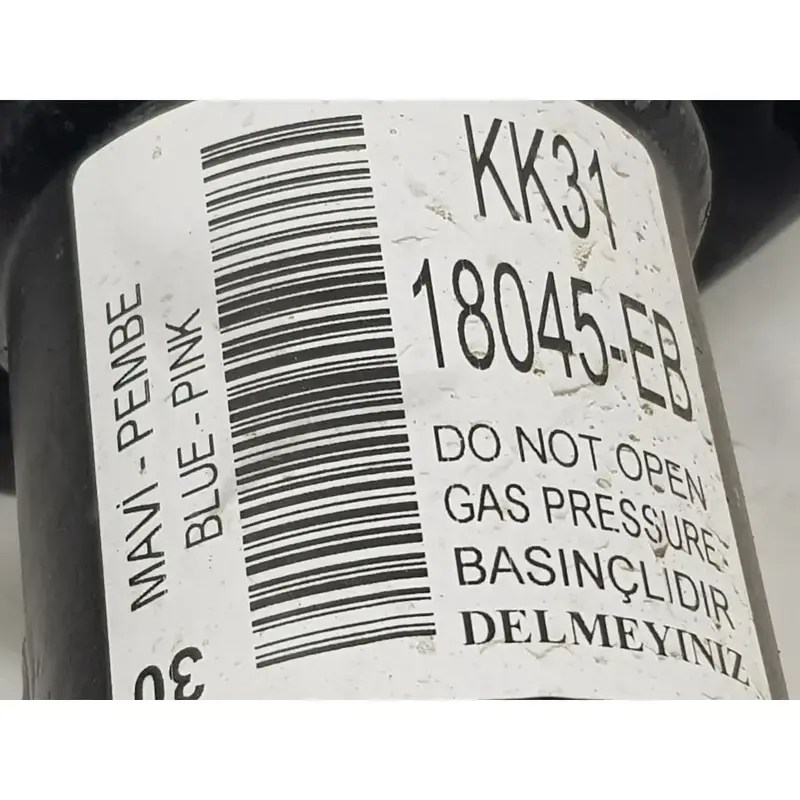 KK31
18045-EB
DO NOT OPEN
GAS PRESSURE.
BASINÇLIDIR
DELMEYINIZ
MAVİ - PEMBE
BLUE - PINK